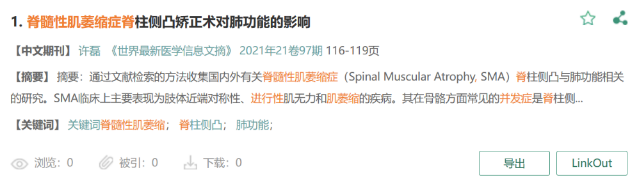 1. 脊髓性肌萎缩症脊柱侧凸矫正术对肺功能的影响
【中文期刊】 许磊 《世界最新医学信息文摘》 2021年21卷97期 116-119页
【摘要】 摘要：通过文献检索的方法收集国内外有关脊髓性肌萎缩症（Spinal Muscular Atrophy, SMA）脊柱侧凸与肺功能相关
的研究。SMA临床上主要表现为肢体近端对称性、进行性肌无力和肌萎缩的疾病。其在骨骼方面常见的并发症是脊柱侧...
【关键词】 关键词脊髓性肌萎缩； 脊柱侧凸； 肺功能；
浏览：0 被引：0 下载：0 导出 LinkOut